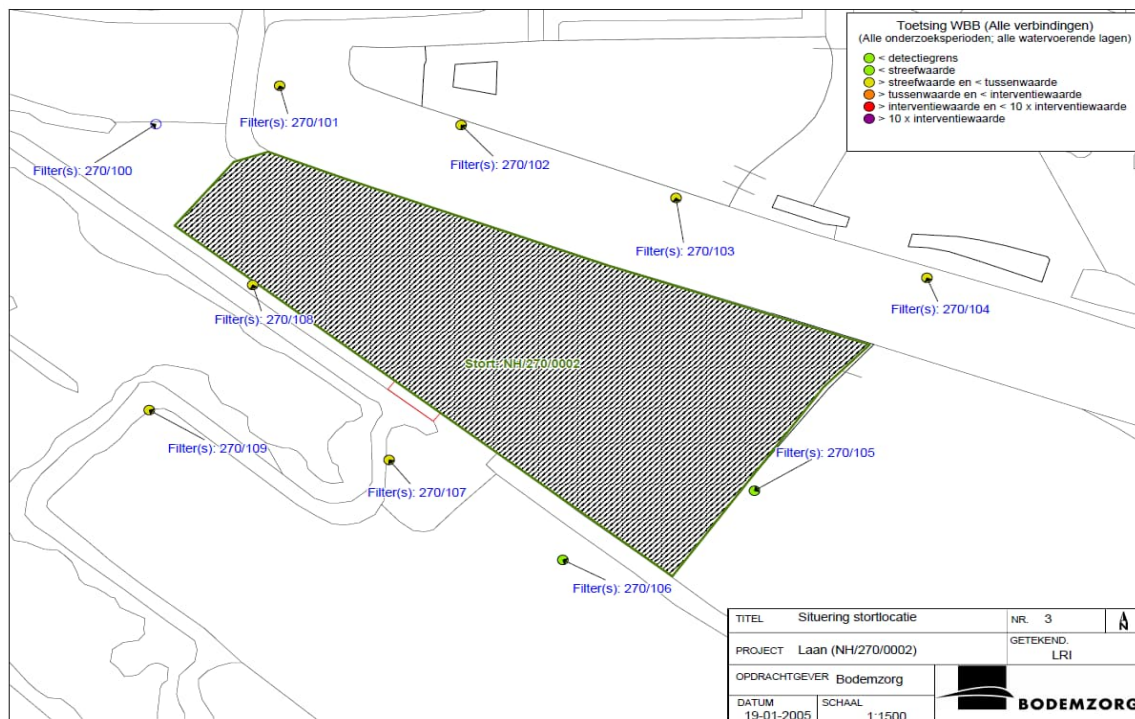 Toetsing WBB (Alle verbindingen)
(Alle onderzoeksperioden; alle watervoerende lagen)
< detectiegrens
< streefwaarde
> streefwaarde en < tussenwaarde
> tussenwaarde en < interventiewaarde
> interventiewaarde en < 10 x interventiewaarde
> 10 x interventiewaarde
Filter(s): 270/101
Filter(s): 270/100
Filter(s): 270/102
Filter(s): 270/103
Filter(s): 270/104
Filter(s): 270/108
Stort: NH/270/0002
Filter(s): 270/109
Filter(s): 270/105
Filter(s): 270/107
Filter(s): 270/106
TITEL Situering stortlocatie
NR. 3
N
PROJECT Laan (NH/270/0002)
GETEKEND.
LRI
OPDRACHTGEVER Bodemzorg
DATUM
19-01-2005
SCHAAL
1:1500
BODEMZORG